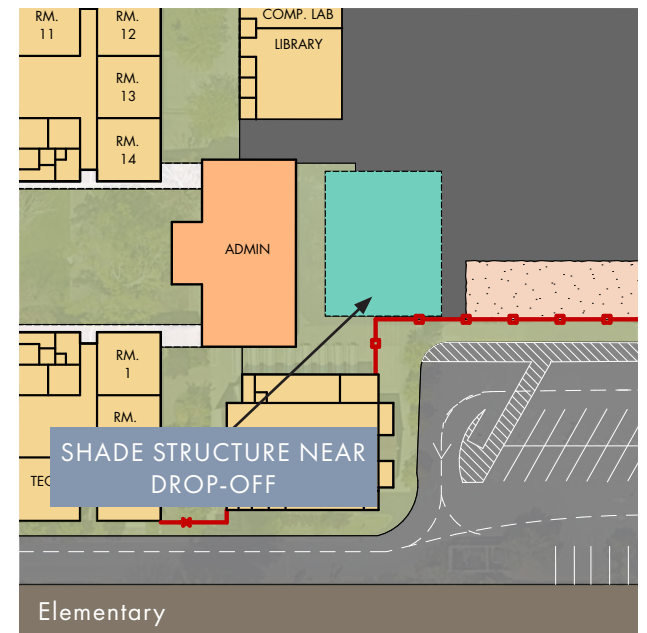 RM.
11
RM.
12
COMP. LAB
LIBRARY
RM.
13
RM.
14
ADMIN
RM.
1
RM.
SHADE STRUCTURE NEAR
DROP-OFF
Elementary